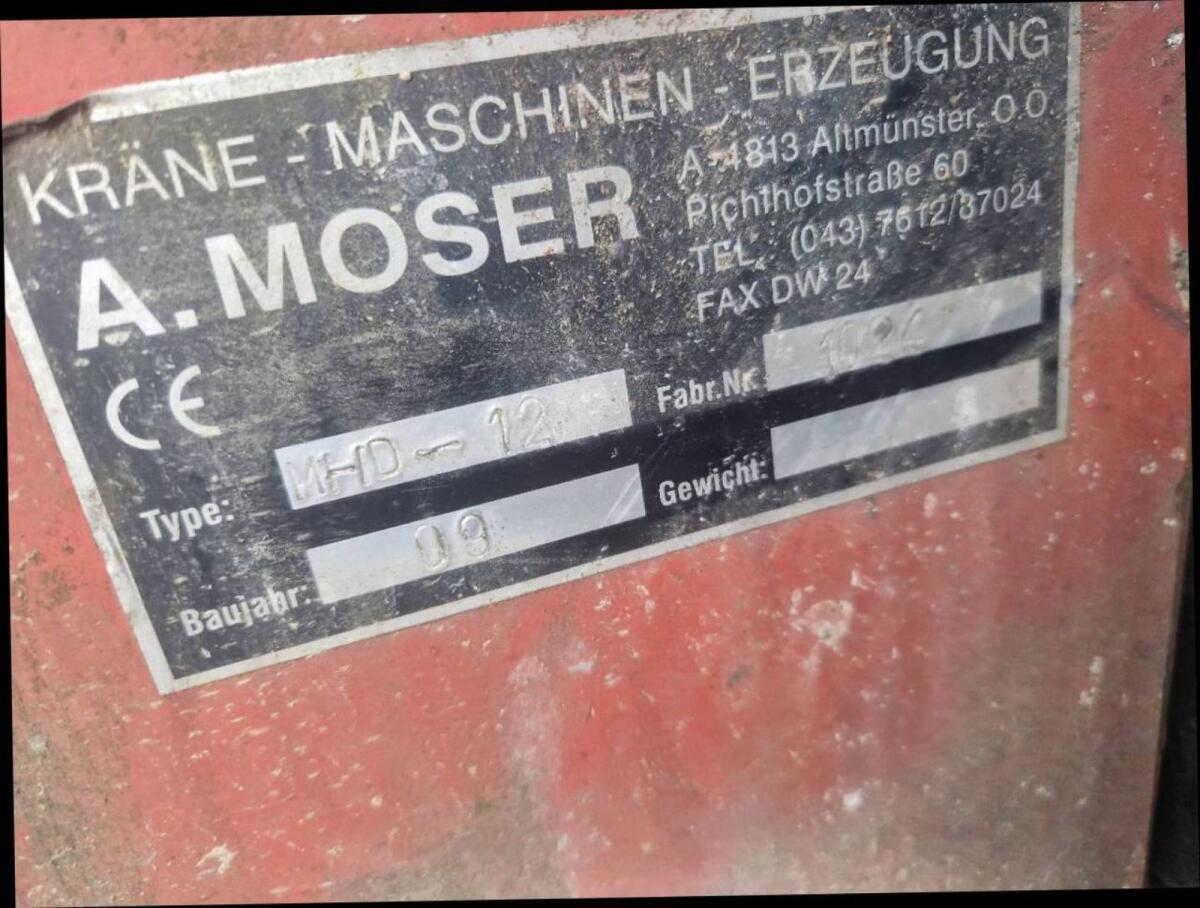 KRÄNE - MASCHINEN - ERZEUGUNG
A. MOSER
A-4813 Altmünster, O.Ö.
Pichlhofstraße 60
TEL. (043) 7612/87024
FAX DW 24
CE
Type: MHD-12
Fabr.Nr.
Baujahr: 09
Gewicht: